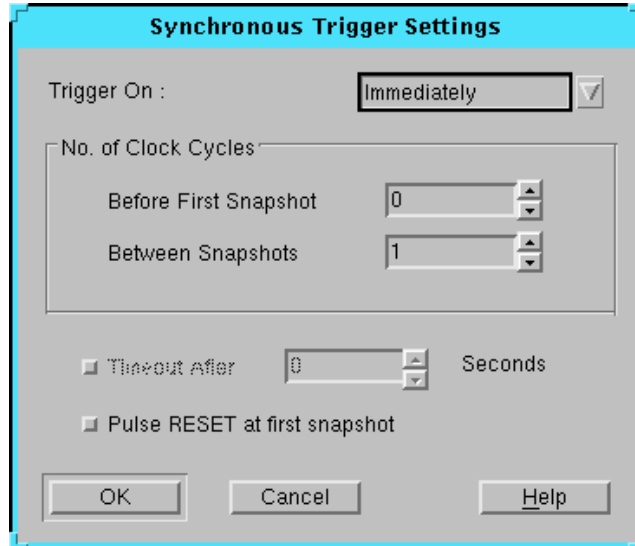 Synchronous Trigger Settings
Trigger On : Immediately
No. of Clock Cycles
Before First Snapshot 0
Between Snapshots 1
Timeout After 0 Seconds
Pulse RESET at first snapshot
OK Cancel Help